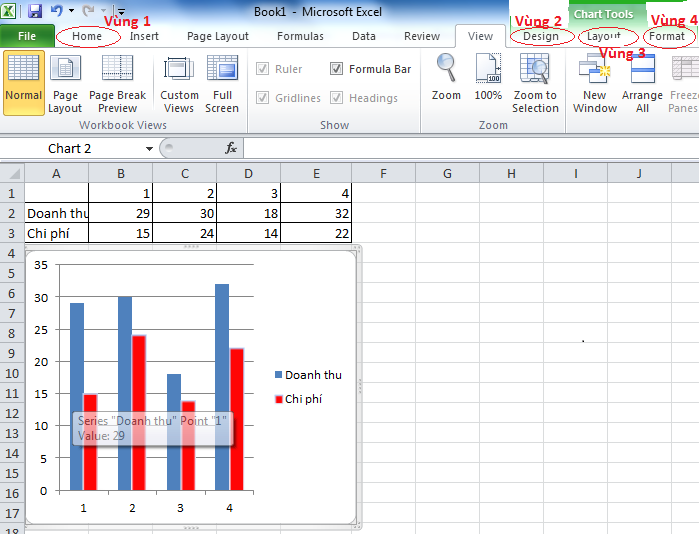 Book1 - Microsoft Excel
Chart Tools
Vùng 1 Vùng 2 Vùng 4
File Home Insert Page Layout Formulas Data Review View Design Layout Format
Vùng 3
Normal Page Layout Page Break Preview Custom Views Full Screen
Ruler Formula Bar
Gridlines Headings
Zoom 100% Zoom to Selection New Window Arrange All Freeze Panes
Workbook Views Show Zoom
Chart 2 fx
A B C D E F G H I J
1 1 2 3 4
2 Doanh thu 29 30 18 32
3 Chi phí 15 24 14 22
4
5
6
7
8
9
10
11
12
13
14
15
16
17
18
35
30
25
20
15
10
5
0
1 2 3 4
Doanh thu
Chi phí
Series "Doanh thu" Point "1"
Value: 29